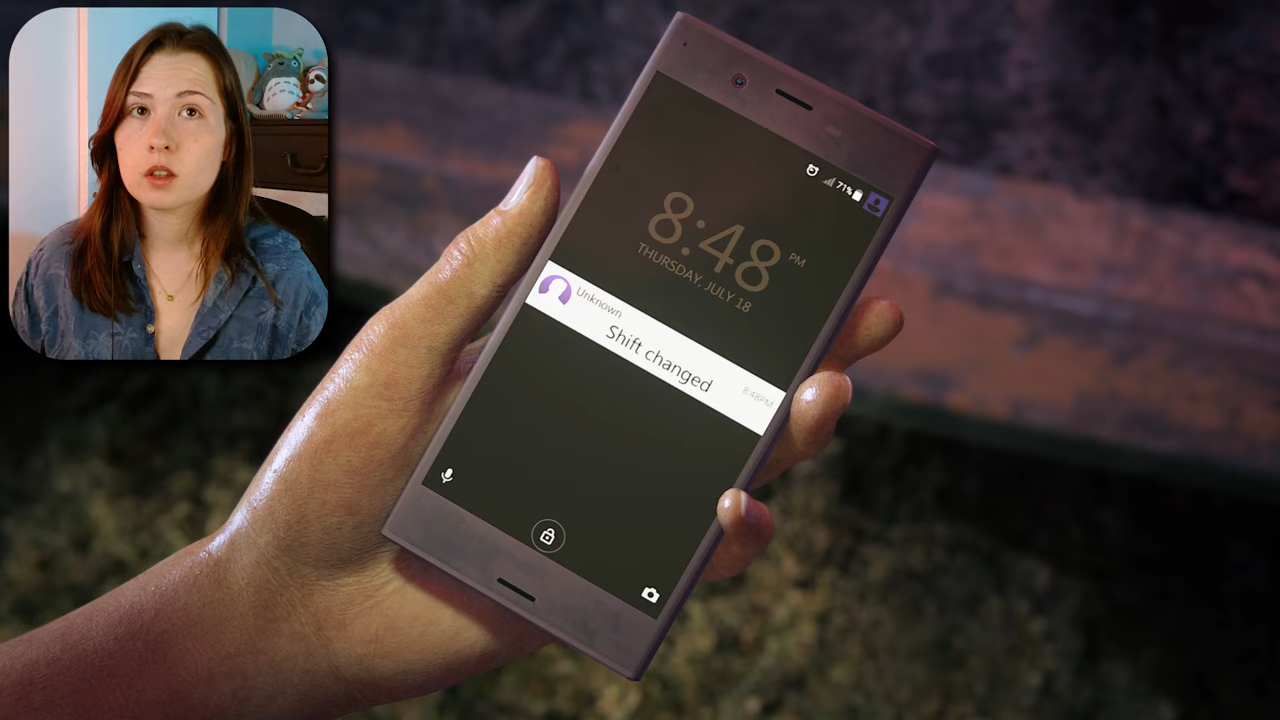 71%
8:48 PM
THURSDAY, JULY 18
Unknown
Shift changed
8:48PM